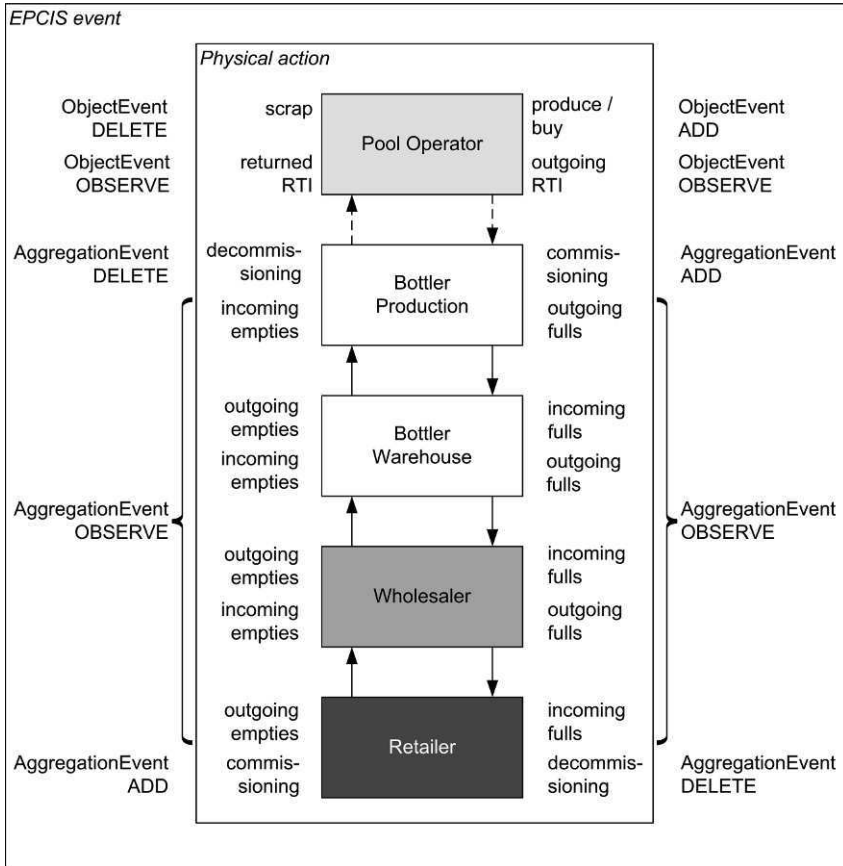 EPCIS event
Physical action
ObjectEvent
DELETE
scrap
produce /
buy
ObjectEvent
ADD
Pool Operator
ObjectEvent
OBSERVE
returned
RTI
outgoing
RTI
ObjectEvent
OBSERVE
AggregationEvent
DELETE
decommis-
sioning
Bottler
Production
commis-
sioning
AggregationEvent
ADD
incoming
empties
outgoing
fulls
outgoing
empties
Bottler
Warehouse
incoming
fulls
incoming
empties
outgoing
fulls
AggregationEvent
OBSERVE
AggregationEvent
OBSERVE
outgoing
empties
Wholesaler
incoming
fulls
incoming
empties
outgoing
fulls
outgoing
empties
Retailer
incoming
fulls
AggregationEvent
ADD
commis-
sioning
decommis-
sioning
AggregationEvent
DELETE